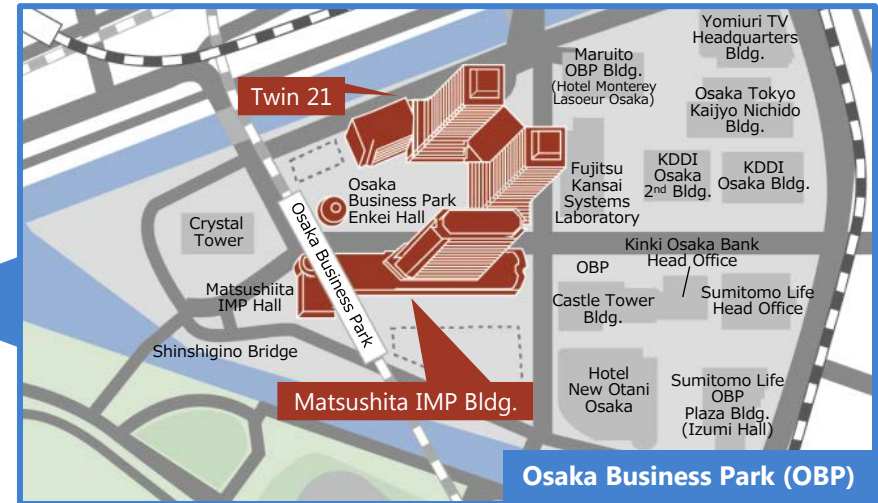 Yomiuri TV
Headquarters
Bldg.
Maruito
OBP Bldg.
(Hotel Monterey
Lasoeur Osaka)
Twin 21
Osaka Tokyo
Kaijyo Nichido
Bldg.
Fujitsu
Kansai
Systems
Laboratory
KDDI
Osaka
2nd Bldg.
KDDI
Osaka Bldg.
Osaka
Business Park
Enkei Hall
Crystal
Tower
Osaka Business Park
Kinki Osaka Bank
Head Office
OBP
Castle Tower
Bldg.
Sumitomo Life
Head Office
Matsushiita
IMP Hall
Shinshigino Bridge
Matsushita IMP Bldg.
Hotel
New Otani
Osaka
Sumitomo Life
OBP
Plaza Bldg.
(Izumi Hall)
Osaka Business Park (OBP)